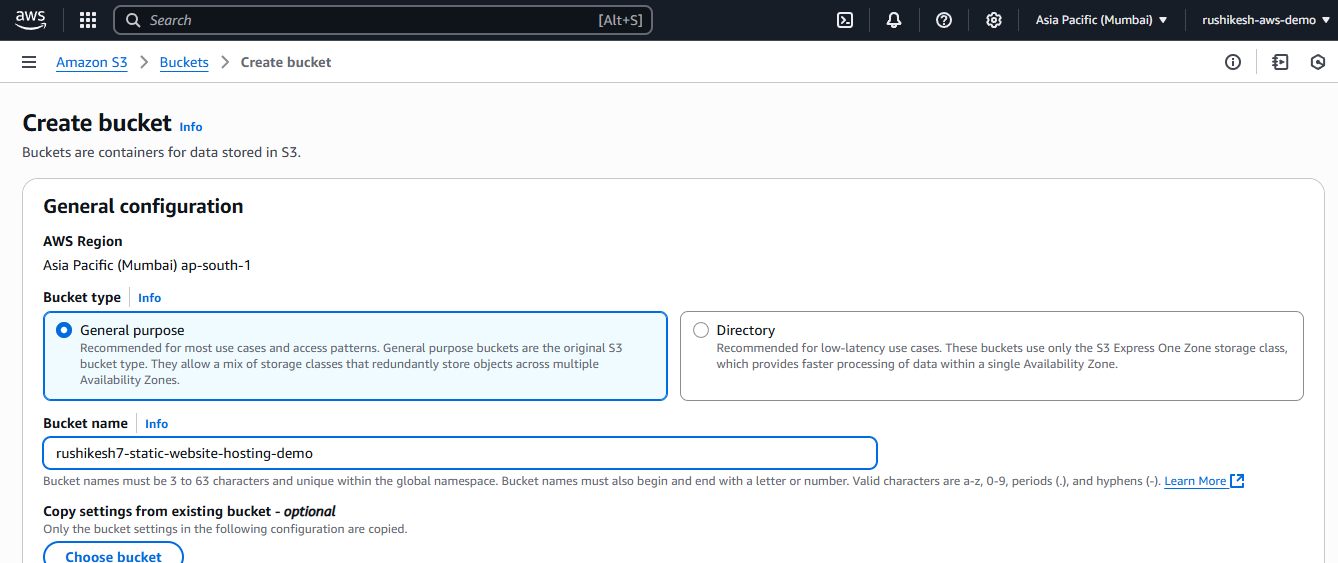 aws Search [Alt+S] Asia Pacific (Mumbai) rushikesh-aws-demo
Amazon S3 Buckets Create bucket
Create bucket Info
Buckets are containers for data stored in S3.
General configuration
AWS Region
Asia Pacific (Mumbai) ap-south-1
Bucket type Info
General purpose
Recommended for most use cases and access patterns. General purpose buckets are the original S3
bucket type. They allow a mix of storage classes that redundantly store objects across multiple
Availability Zones.
Directory
Recommended for low-latency use cases. These buckets use only the S3 Express One Zone storage class,
which provides faster processing of data within a single Availability Zone.
Bucket name Info
rushikesh7-static-website-hosting-demo
Bucket names must be 3 to 63 characters and unique within the global namespace. Bucket names must also begin and end with a letter or number. Valid characters are a-z, 0-9, periods (.), and hyphens (-). Learn More
Copy settings from existing bucket - optional
Only the bucket settings in the following configuration are copied.
Choose bucket